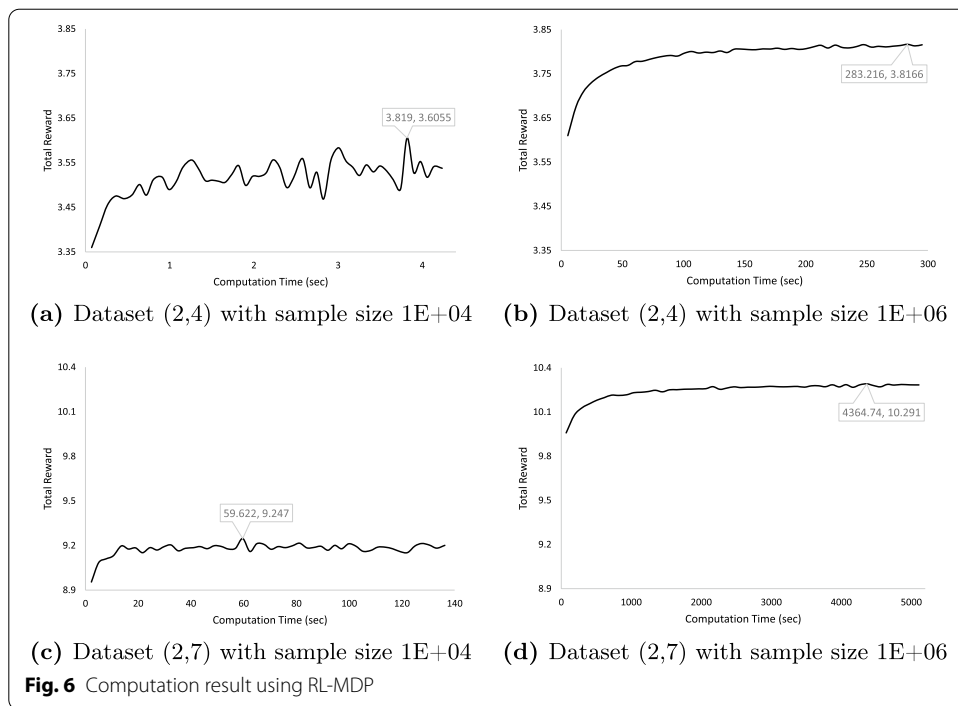 3.85
3.75
3.65
3.55
3.45
3.35
Total Reward
3.819, 3.6055
0 1 2 3 4
Computation Time (sec)
(a) Dataset (2,4) with sample size 1E+04
3.85
3.75
3.65
3.55
3.45
3.35
Total Reward
283.216, 3.8166
0 50 100 150 200 250 300
Computation Time (sec)
(b) Dataset (2,4) with sample size 1E+06
10.4
10.1
9.8
9.5
9.2
8.9
Total Reward
59.622, 9.247
0 20 40 60 80 100 120 140
Computation Time (sec)
(c) Dataset (2,7) with sample size 1E+04
10.4
10.1
9.8
9.5
9.2
8.9
Total Reward
4364.74, 10.291
0 1000 2000 3000 4000 5000
Computation Time (sec)
(d) Dataset (2,7) with sample size 1E+06
Fig. 6 Computation result using RL-MDP